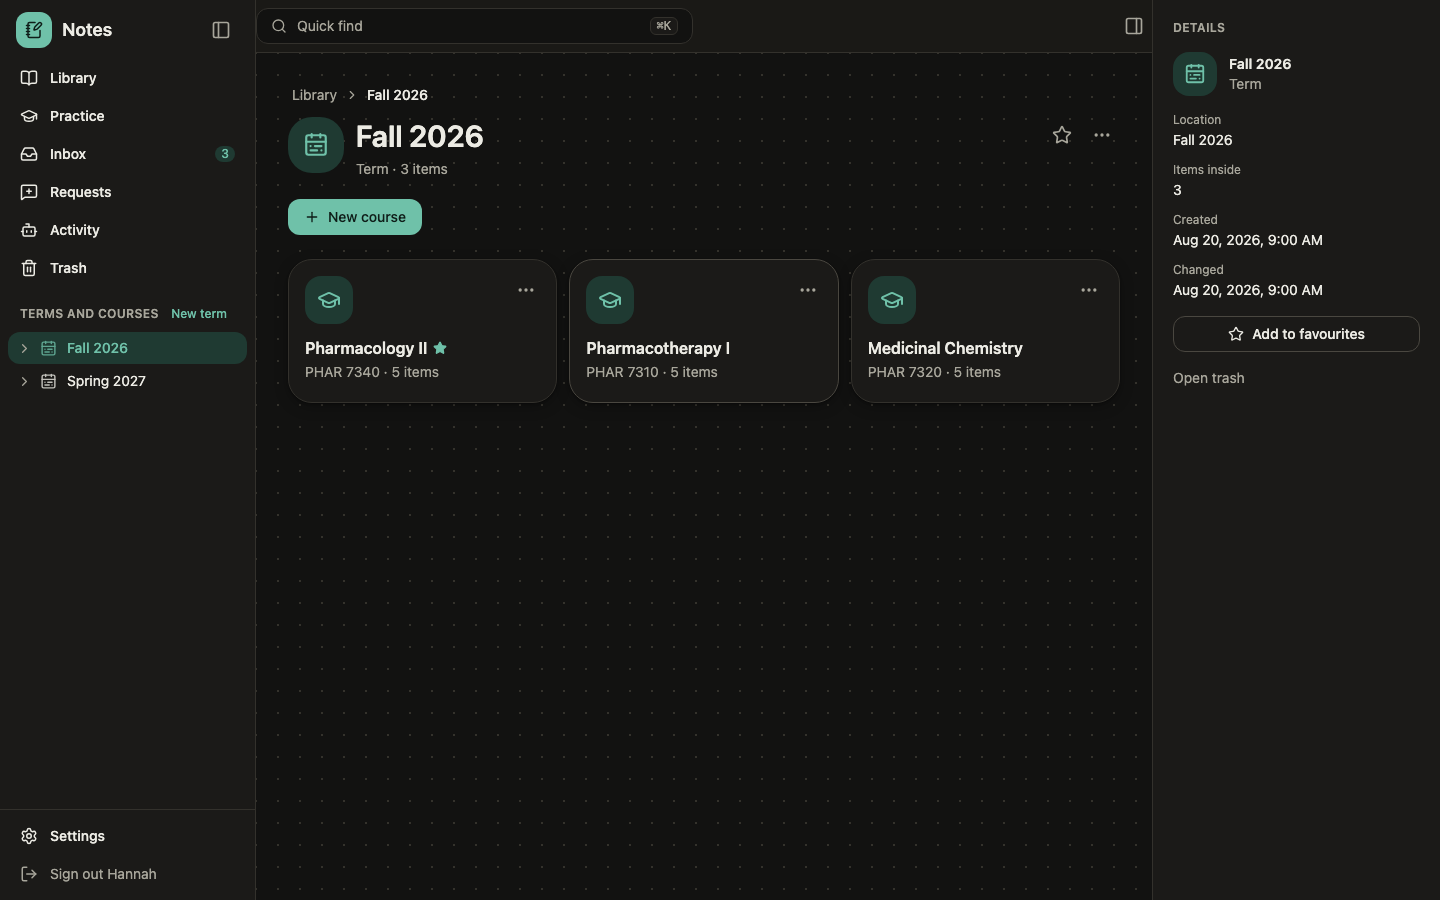 Notes
Library
Practice
Inbox 3
Requests
Activity
Trash
TERMS AND COURSES New term
Fall 2026
Spring 2027
Settings
Sign out Hannah
Quick find ⌘K
Library > Fall 2026
Fall 2026
Term · 3 items
+ New course
Pharmacology II
PHAR 7340 · 5 items
Pharmacotherapy I
PHAR 7310 · 5 items
Medicinal Chemistry
PHAR 7320 · 5 items
DETAILS
Fall 2026
Term
Location
Fall 2026
Items inside
3
Created
Aug 20, 2026, 9:00 AM
Changed
Aug 20, 2026, 9:00 AM
Add to favourites
Open trash